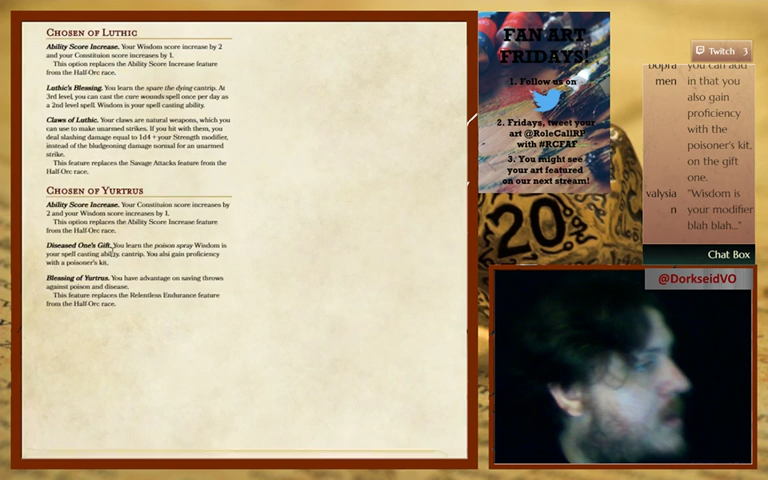 Chosen of Luthic
Ability Score Increase. Your Wisdom score increase by 2
and your Constituion score increases by 1.
This option replaces the Ability Score Increase feature
from the Half-Orc race.
Luthic's Blessing. You learn the spare the dying cantrip. At
3rd level, you can cast the cure wounds spell once per day as
a 2nd level spell. Wisdom is your spell casting ability.
Claws of Luthic. Your claws are natural weapons, which you
can use to make unarmed strikes. If you hit with them, you
deal slashing damage equal to 1d4 + your Strength modifier,
instead of the bludgeoning damage normal for an unarmed
strike.
This feature replaces the Savage Attacks feature from the
Half-Orc race.
Chosen of Yurtrus
Ability Score Increase. Your Constituion score increases by
2 and your Wisdom score increases by 1.
This option replaces the Ability Score Increase feature
from the Half-Orc race.
Diseased One's Gift. You learn the poison spray Wisdom is
your spell casting ability. cantrip. You alsi gain proficiency
with a poisoner's kit.
Blessing of Yurtrus. You have advantage on saving throws
against poison and disease.
This feature replaces the Relentless Endurance feature
from the Half-Orc race.
FAN ART
FRIDAYS!
1. Follow us on
2. Fridays, tweet your
art @RoleCallRP
with #RCFAF
3. You might see
your art featured
on our next stream!
20
Twitch 3
bopra you can add
men in that you
also gain
proficiency
with the
poisoner's kit.
on the gift
one.
valysia "Wisdom is
n your modifier
blah blah..."
Chat Box
@DorkseidVO